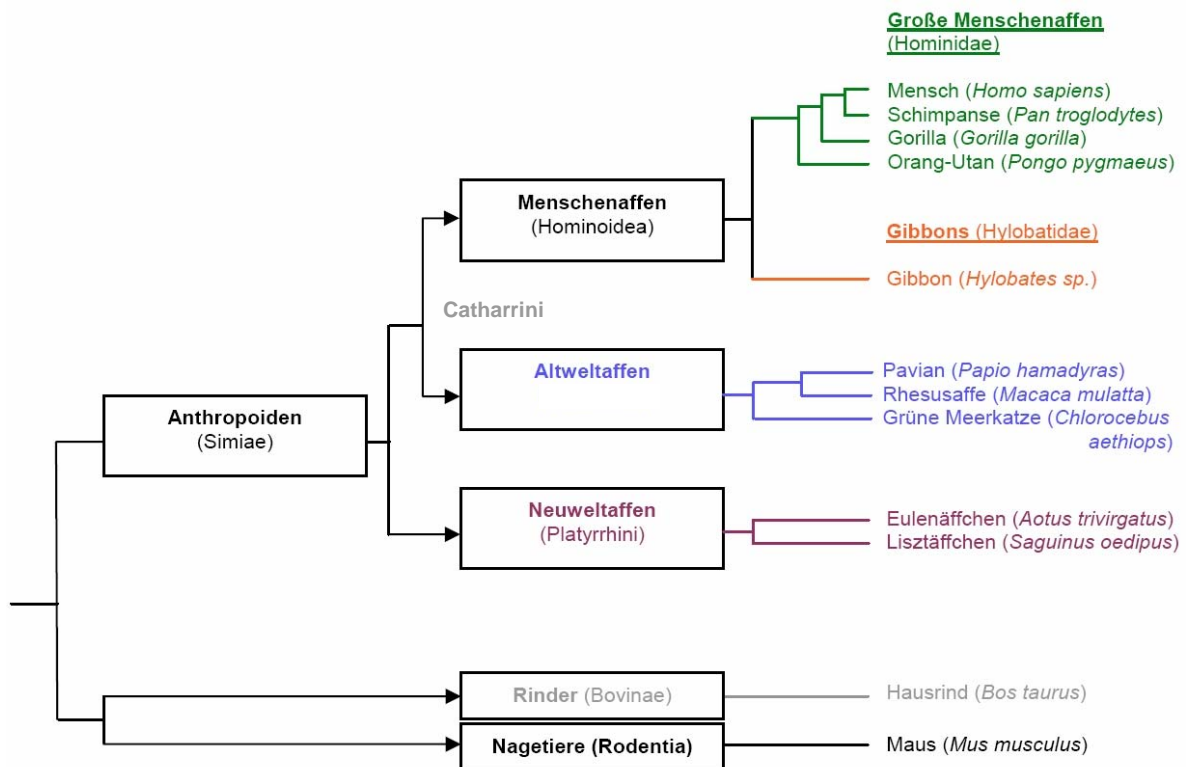 Große Menschenaffen
(Hominidae)
Mensch (Homo sapiens)
Schimpanse (Pan troglodytes)
Gorilla (Gorilla gorilla)
Orang-Utan (Pongo pygmaeus)
Menschenaffen
(Hominoidea)
Gibbons (Hylobatidae)
Gibbon (Hylobates sp.)
Catharrini
Altweltaffen
Pavian (Papio hamadyras)
Rhesusaffe (Macaca mulatta)
Grüne Meerkatze (Chlorocebus
aethiops)
Anthropoiden
(Simiae)
Neuweltaffen
(Platyrrhini)
Eulenäffchen (Aotus trivirgatus)
Lisztäffchen (Saguinus oedipus)
Rinder (Bovinae)
Hausrind (Bos taurus)
Nagetiere (Rodentia)
Maus (Mus musculus)